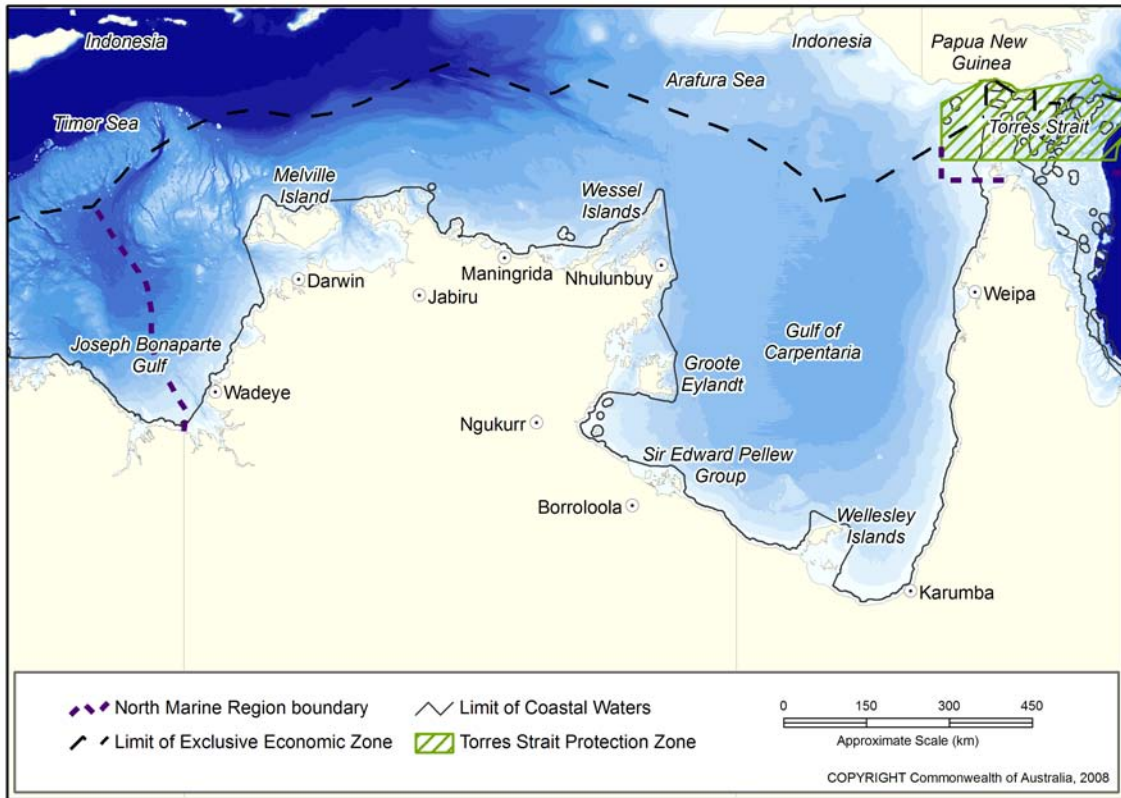 Indonesia
Indonesia
Papua New
Guinea
Arafura Sea
Timor Sea
Torres Strait
Melville
Island
Wessel
Islands
Maningrida
Nhulunbuy
Darwin
Jabiru
Weipa
Gulf of
Carpentaria
Joseph Bonaparte
Gulf
Groote
Eylandt
Wadeye
Ngukurr
Sir Edward Pellew
Group
Borroloola
Wellesley
Islands
Karumba
North Marine Region boundary
Limit of Exclusive Economic Zone
Limit of Coastal Waters
Torres Strait Protection Zone
0 150 300 450
Approximate Scale (km)
COPYRIGHT Commonwealth of Australia, 2008